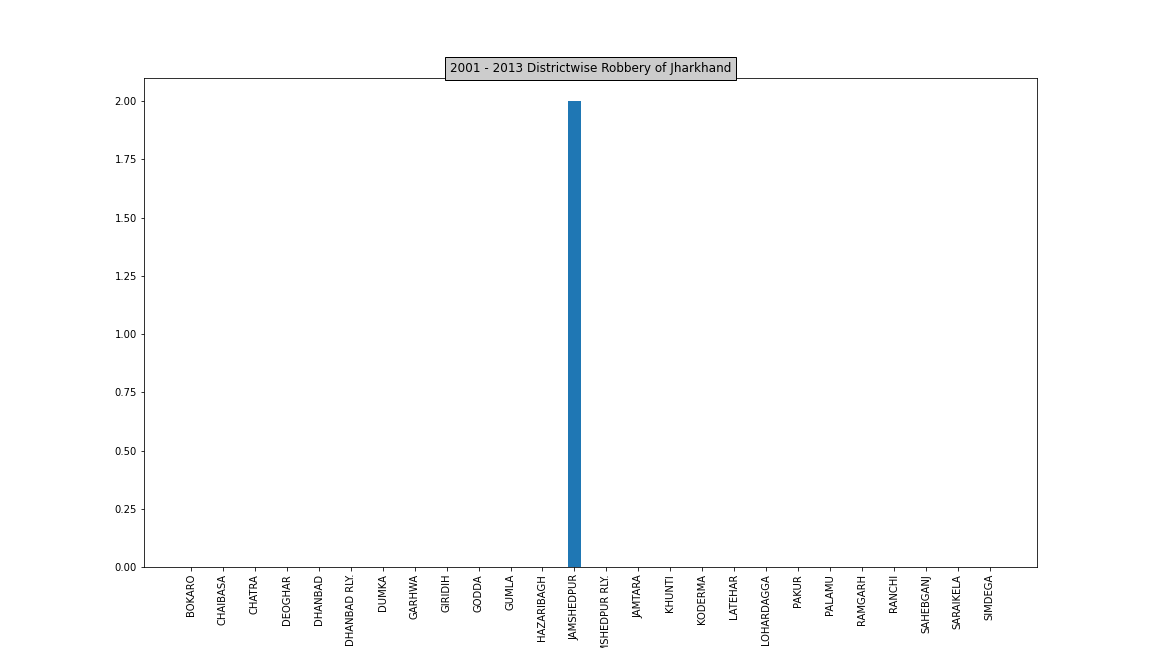 2001 - 2013 Districtwise Robbery of Jharkhand
2.00
1.75
1.50
1.25
1.00
0.75
0.50
0.25
0.00
BOKARO
CHAIBASA
CHATRA
DEOGHAR
DHANBAD
DHANBAD RLY.
DUMKA
GARHWA
GIRIDIH
GODDA
GUMLA
HAZARIBAGH
JAMSHEDPUR
MSHEDPUR RLY.
JAMTARA
KHUNTI
KODERMA
LATEHAR
LOHARDAGGA
PAKUR
PALAMU
RAMGARH
RANCHI
SAHEBGANJ
SARAIKELA
SIMDEGA